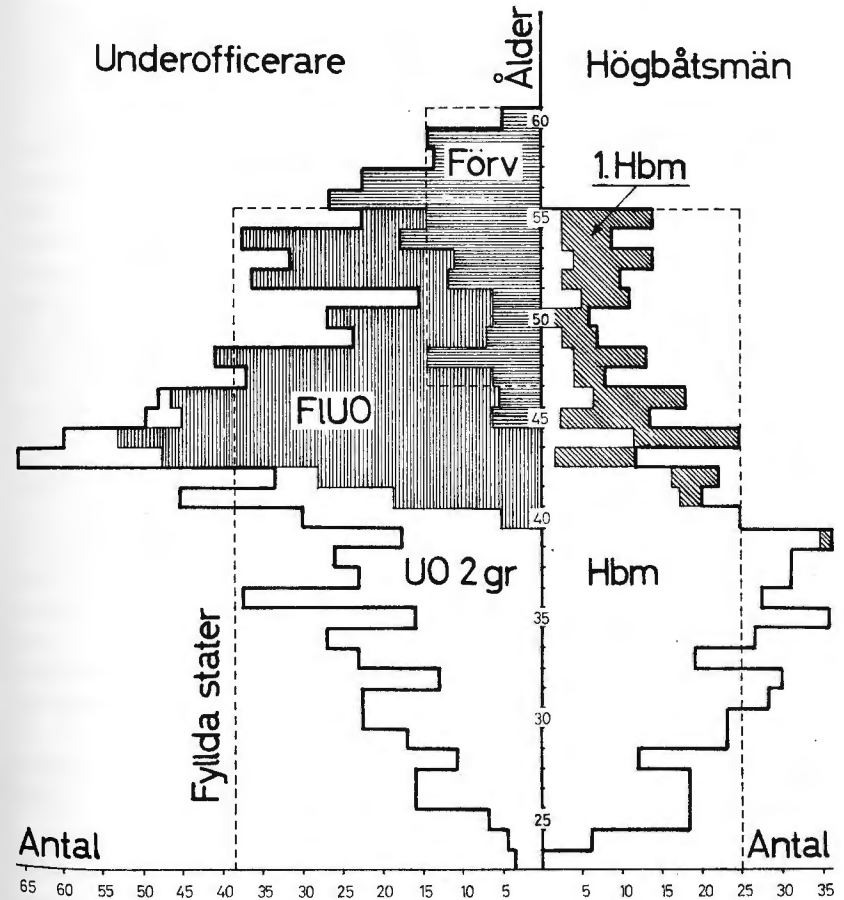 Underofficerare
Ålder
Högbåtsmän
60
Förv
1.Hbm
55
50
FlUO
45
40
UO 2 gr
Hbm
35
Fyllda stater
30
25
Antal
Antal
65 60 55 50 45 40 35 30 25 20 15 10 5 5 10 15 20 25 30 35